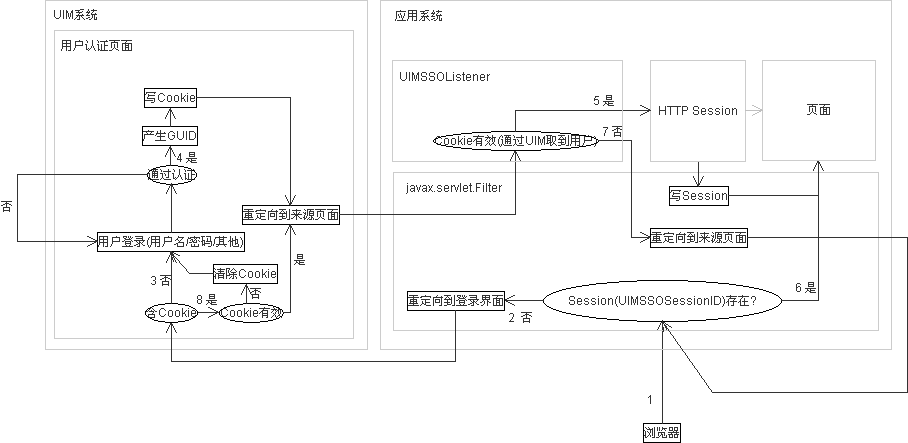 UIM系统
应用系统
用户认证页面
UIMSSOListener
写Cookie
5 是
HTTP Session
页面
产生GUID
7 否
Cookie有效(通过UIM取到用户
4 是
通过认证
javax.servlet.Filter
写Session
否
重定向到来源页面
用户登录(用户名/密码/其他)
重定向到来源页面
是
清除Cookie
3 否
6 是
8 是
否
重定向到登录界面
Session(UIMSSOSessionID)存在?
含Cookie
Cookie有效
2 否
1
浏览器